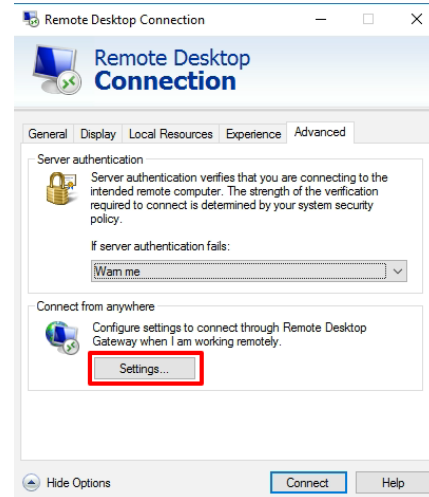 Remote Desktop Connection
Remote Desktop
Connection
General Display Local Resources Experience Advanced
Server authentication
Server authentication verifies that you are connecting to the
intended remote computer. The strength of the verification
required to connect is determined by your system security
policy.
If server authentication fails:
Warn me
Connect from anywhere
Configure settings to connect through Remote Desktop
Gateway when I am working remotely.
Settings...
Hide Options Connect Help